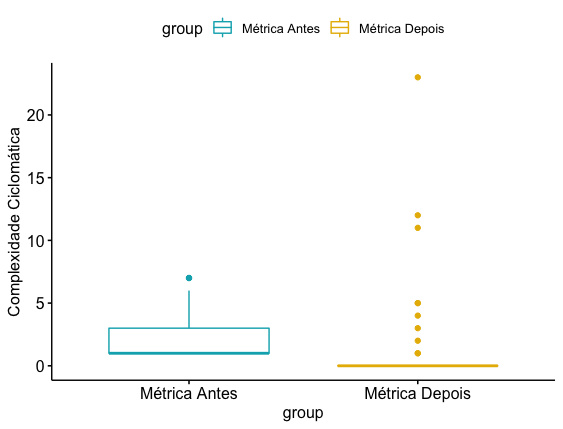 group Métrica Antes Métrica Depois
Complexidade Ciclomática
20
15
10
5
0
Métrica Antes Métrica Depois
group